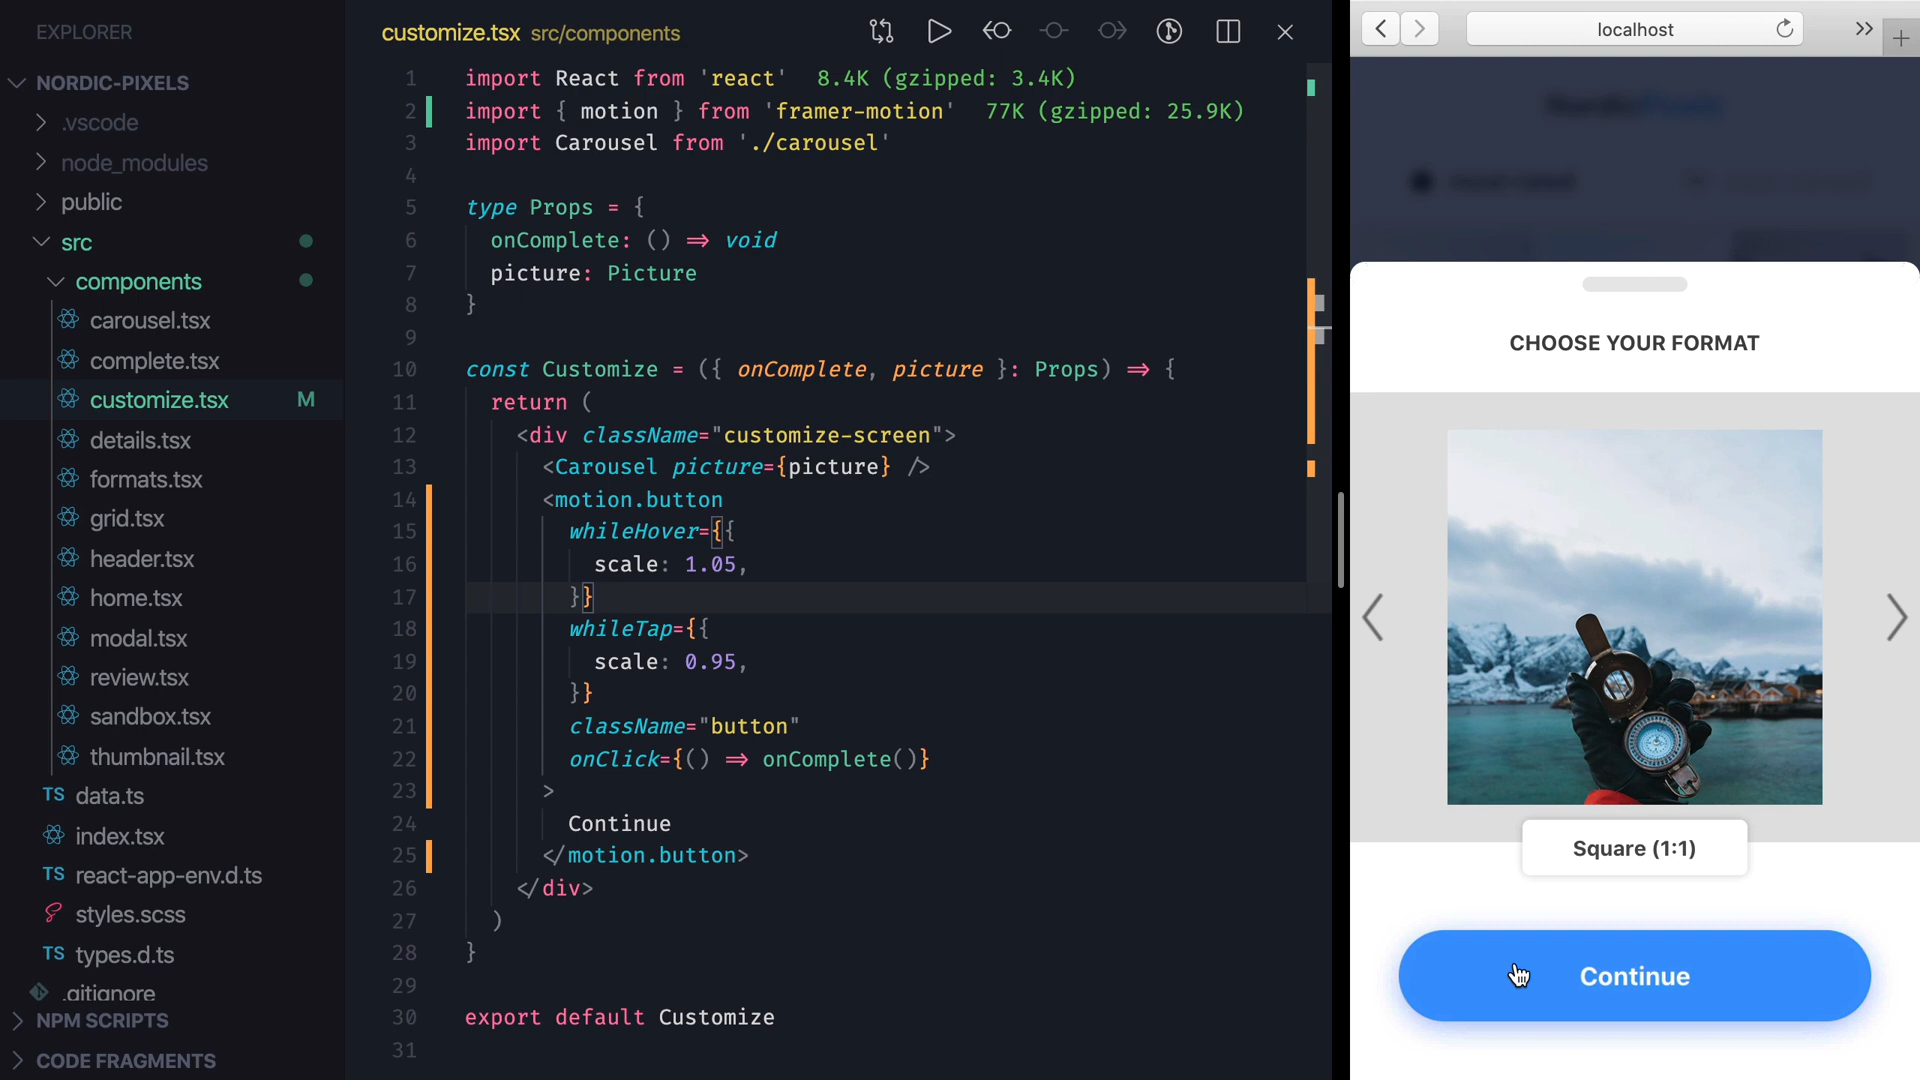 EXPLORER
NORDIC-PIXELS
.vscode
node_modules
public
src
components
carousel.tsx
complete.tsx
customize.tsx M
details.tsx
formats.tsx
grid.tsx
header.tsx
home.tsx
modal.tsx
review.tsx
sandbox.tsx
thumbnail.tsx
TS data.ts
index.tsx
TS react-app-env.d.ts
styles.scss
TS types.d.ts
.gitignore
NPM SCRIPTS
CODE FRAGMENTS
customize.tsx src/components
1 import React from 'react' 8.4K (gzipped: 3.4K)
2 import { motion } from 'framer-motion' 77K (gzipped: 25.9K)
3 import Carousel from './carousel'
4
5 type Props = {
6 onComplete: () => void
7 picture: Picture
8 }
9
10 const Customize = ({ onComplete, picture }: Props) => {
11 return (
12 <div className="customize-screen">
13 <Carousel picture={picture} />
14 <motion.button
15 whileHover={{
16 scale: 1.05,
17 }}
18 whileTap={{
19 scale: 0.95,
20 }}
21 className="button"
22 onClick={() => onComplete()}
23 >
24 Continue
25 </motion.button>
26 </div>
27 )
28 }
29
30 export default Customize
31
localhost
CHOOSE YOUR FORMAT
Square (1:1)
Continue